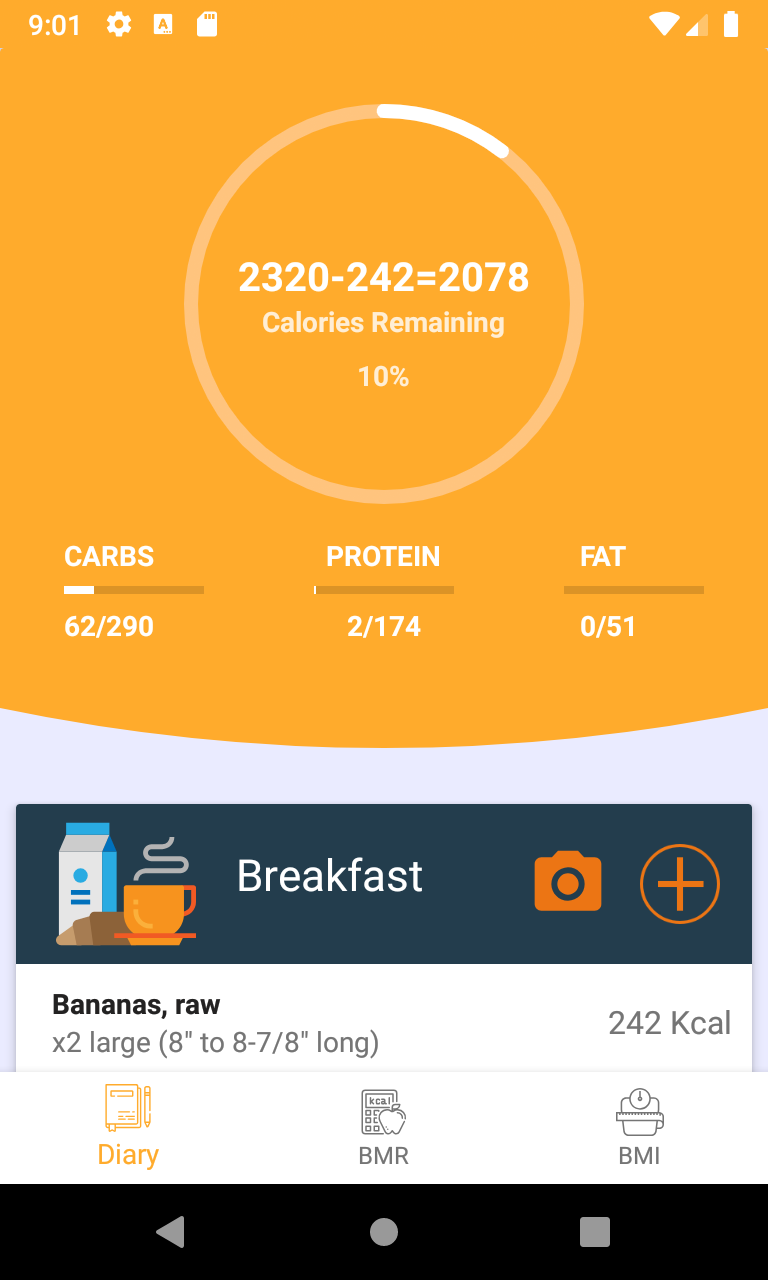 9:01
2320-242=2078
Calories Remaining
10%
CARBS
PROTEIN
FAT
62/290
2/174
0/51
Breakfast
Bananas, raw
x2 large (8" to 8-7/8" long)
242 Kcal
kcal
Diary
BMR
BMI